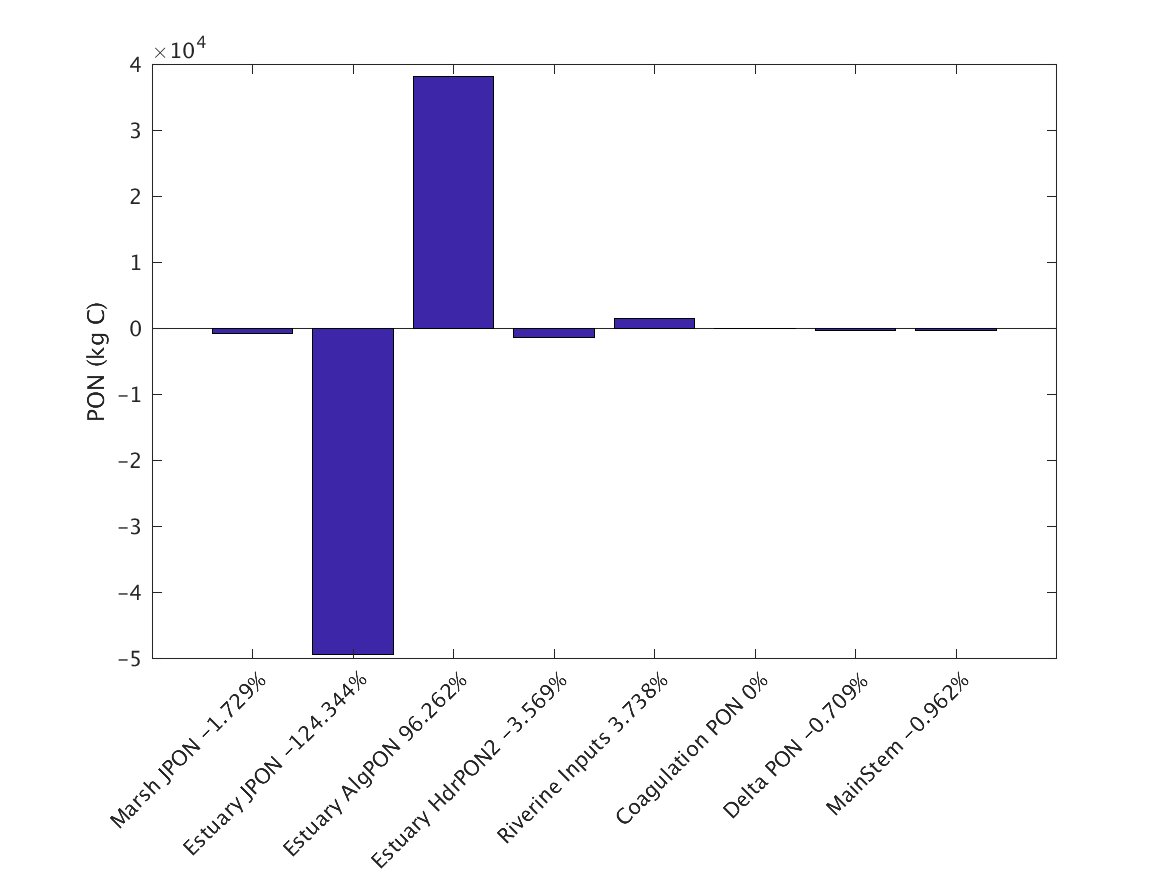 ×10⁴
4
3
2
1
0
−1
−2
−3
−4
−5
PON (kg C)
Marsh JPON −1.729%
Estuary JPON −124.344%
Estuary AlgPON 96.262%
Estuary HdrPON2 −3.569%
Riverine Inputs 3.738%
Coagulation PON 0%
Delta PON −0.709%
MainStem −0.962%